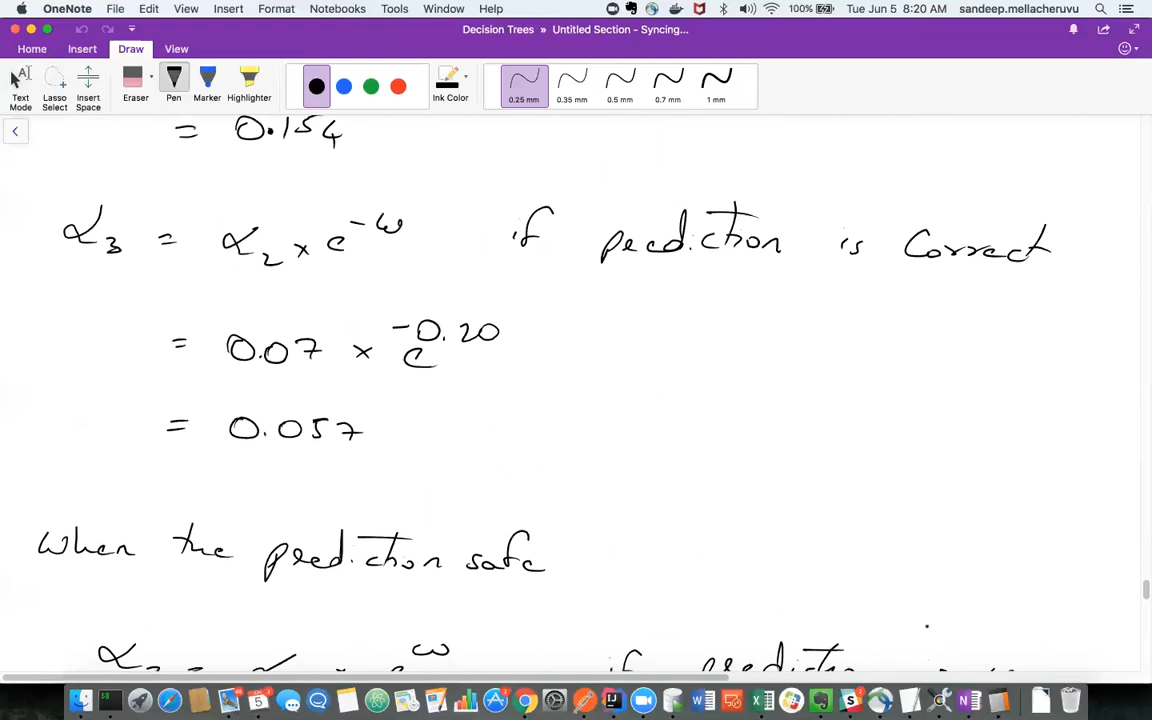 OneNote File Edit View Insert Format Notebooks Tools Window Help 100% Tue Jun 5 8:20 AM sandeep.mellacheruvu
Decision Trees » Untitled Section - Syncing...
Home Insert Draw View
Text Mode Lasso Select Insert Space Eraser Pen Marker Highlighter Ink Color 0.25 mm 0.35 mm 0.5 mm 0.7 mm 1 mm
= 0.154
α₃ = α₂ × e^-ω if prediction is correct
= 0.07 × e^-0.20
= 0.057
When the prediction safe
ω if